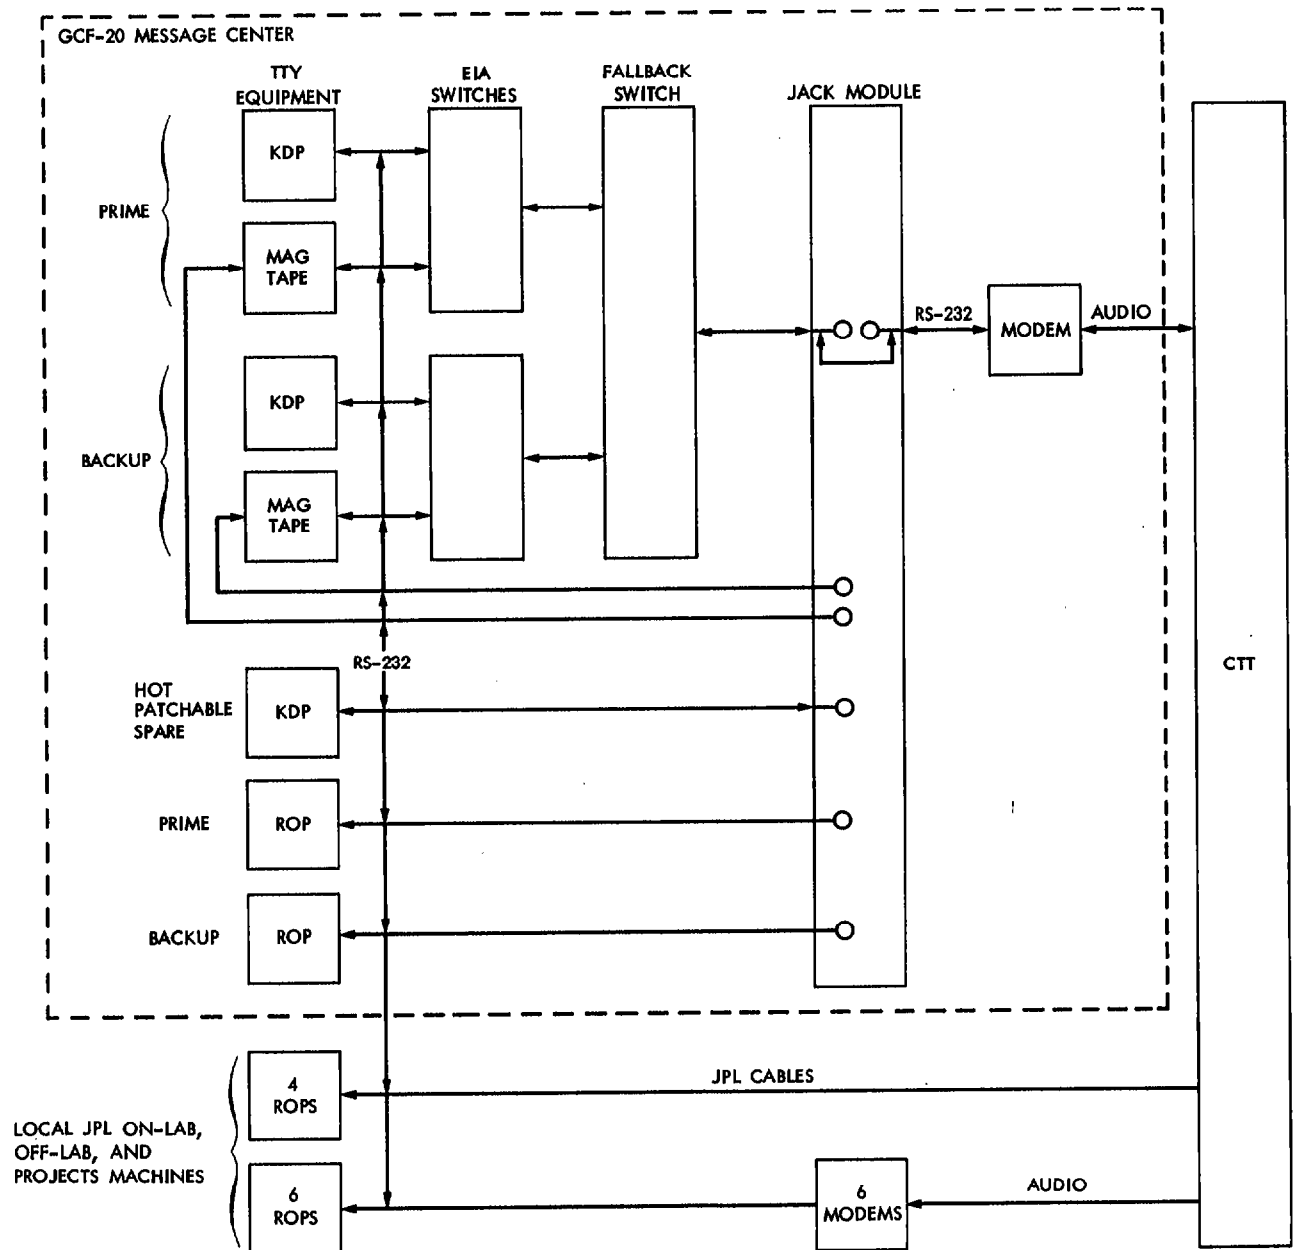 GCF-20 MESSAGE CENTER
TTY
EQUIPMENT
EIA
SWITCHES
FALLBACK
SWITCH
JACK MODULE
PRIME
KDP
MAG
TAPE
RS-232
MODEM
AUDIO
BACKUP
KDP
MAG
TAPE
RS-232
CTT
HOT
PATCHABLE
SPARE
KDP
PRIME
ROP
BACKUP
ROP
LOCAL JPL ON-LAB,
OFF-LAB, AND
PROJECTS MACHINES
4
ROPS
JPL CABLES
6
ROPS
6
MODEMS
AUDIO